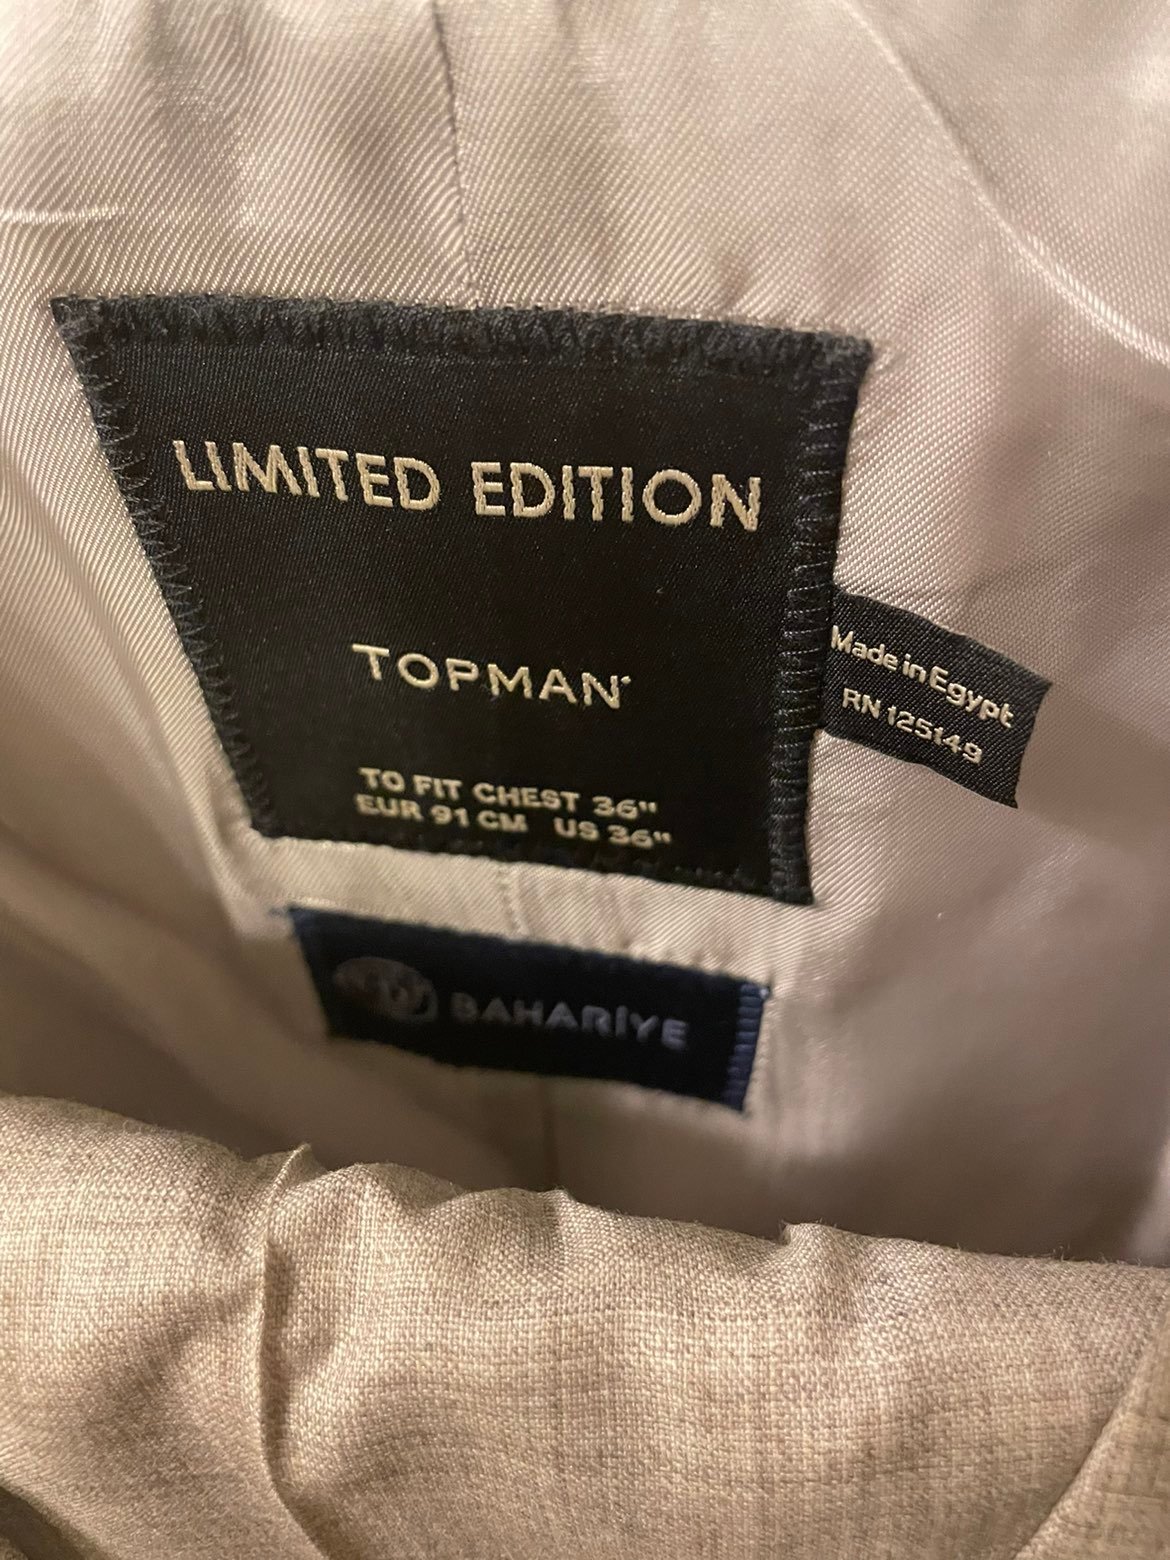 LIMITED EDITION
TOPMAN
TO FIT CHEST 36"
EUR 91 CM US 36"
Made in Egypt
RN 125149
BAHARİYE